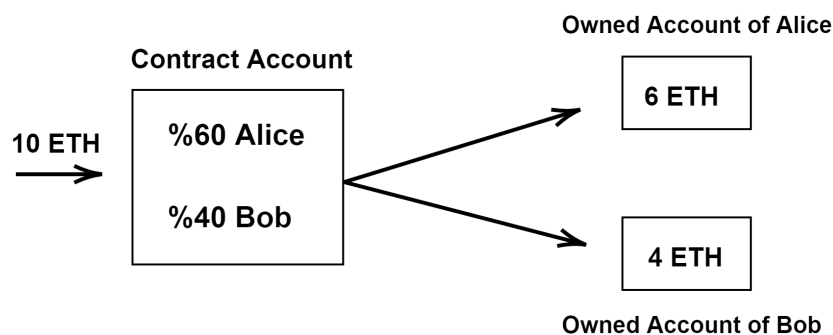 Owned Account of Alice
Contract Account
6 ETH
10 ETH
%60 Alice
%40 Bob
4 ETH
Owned Account of Bob